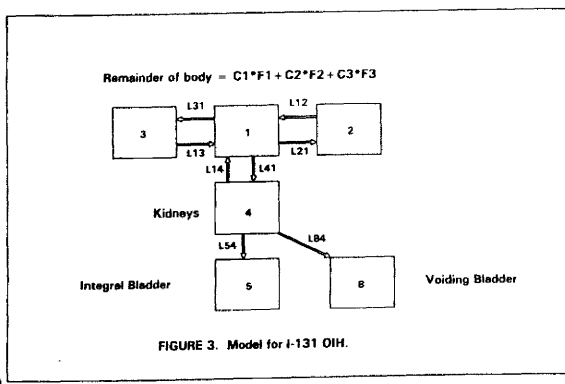 Remainder of body = C1*F1 + C2*F2 + C3*F3
L31
L12
3
1
2
L13
L21
L14
L41
Kidneys
4
L54
L84
Integral Bladder
5
8
Voiding Bladder
FIGURE 3. Model for I-131 OIH.